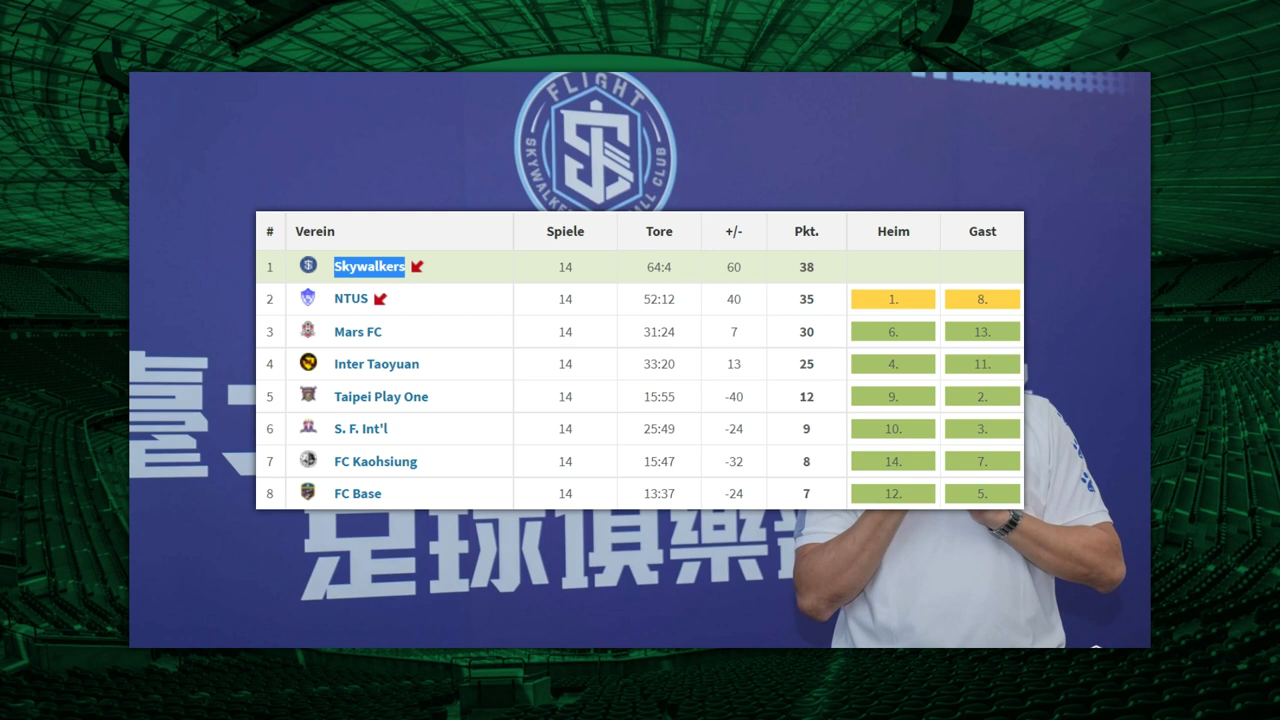 FLIGHT
# Verein Spiele Tore +/- Pkt. Heim Gast
1 Skywalkers 14 64:4 60 38
2 NTUS 14 52:12 40 35 1. 8.
3 Mars FC 14 31:24 7 30 6. 13.
4 Inter Taoyuan 14 33:20 13 25 4. 11.
5 Taipei Play One 14 15:55 -40 12 9. 2.
6 S. F. Int'l 14 25:49 -24 9 10. 3.
7 FC Kaohsiung 14 15:47 -32 8 14. 7.
8 FC Base 14 13:37 -24 7 12. 5.
足球俱樂部